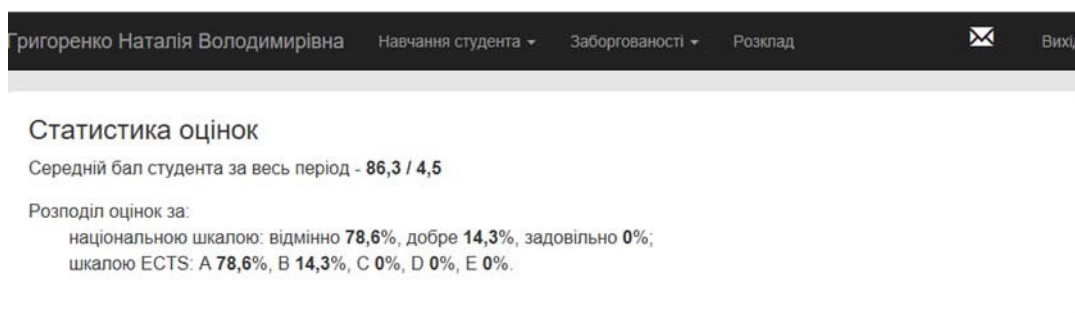 Григоренко Наталія Володимирівна Навчання студента Заборгованості Розклад
Статистика оцінок
Середній бал студента за весь період - 86,3 / 4,5
Розподіл оцінок за:
національною шкалою: відмінно 78,6%, добре 14,3%, задовільно 0%;
шкалою ECTS: A 78,6%, B 14,3%, C 0%, D 0%, E 0%.